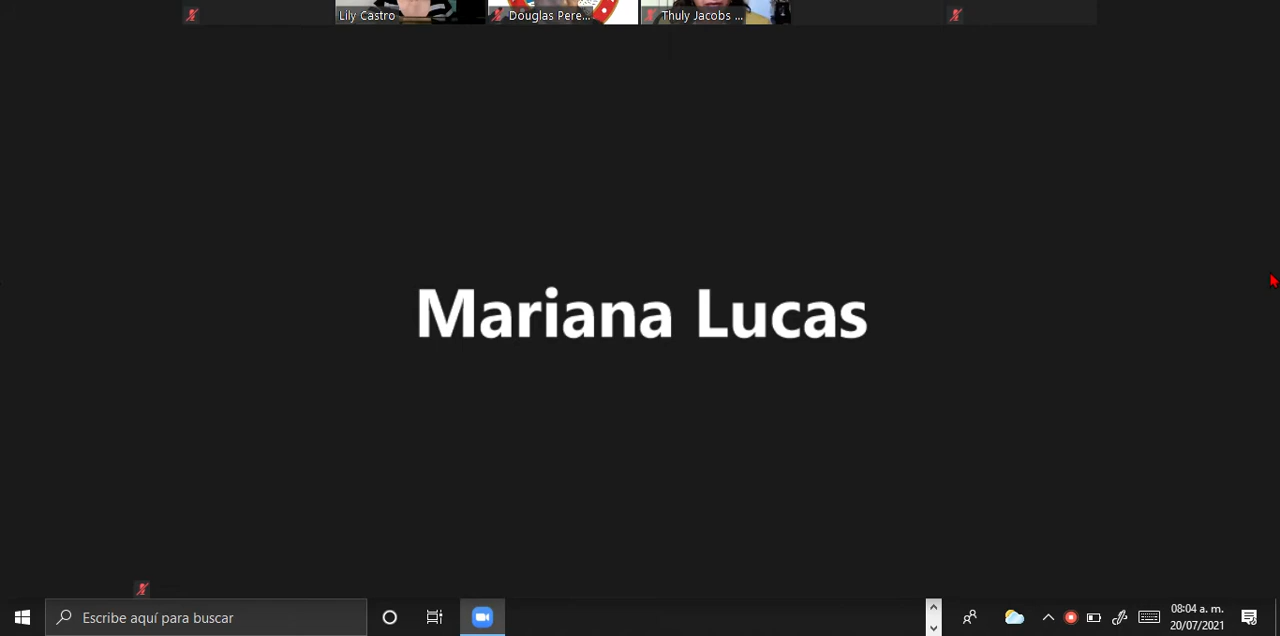 Lily Castro
Douglas Pere...
Thuly Jacobs ...
Mariana Lucas
Escribe aquí para buscar
08:04 a. m.
20/07/2021